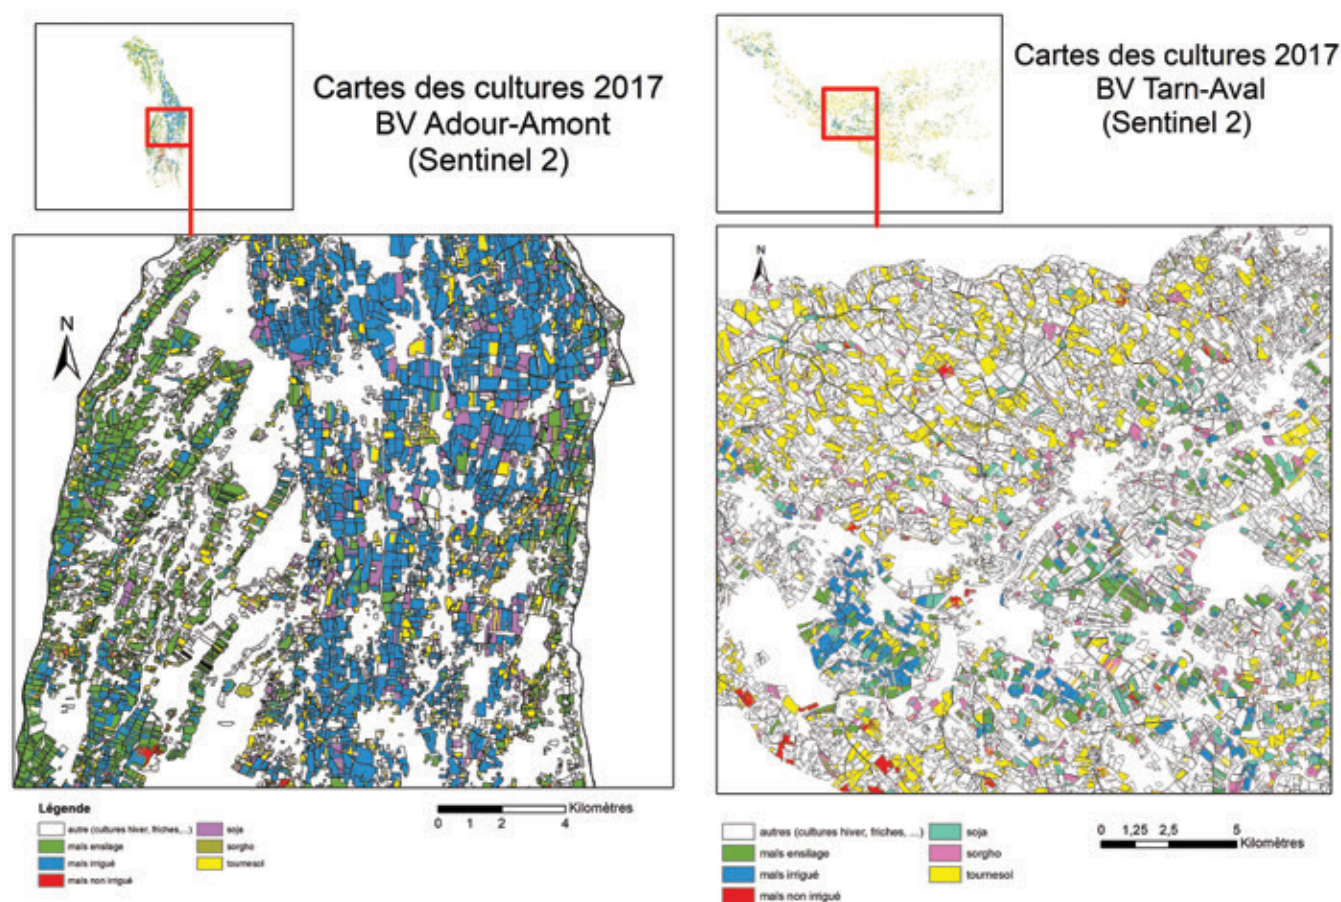 Cartes des cultures 2017
BV Adour-Amont
(Sentinel 2)
Cartes des cultures 2017
BV Tarn-Aval
(Sentinel 2)
N
N
Légende
autre (cultures hiver, friches,...)
maïs ensilage
maïs irrigué
maïs non irrigué
soja
sorgho
tournesol
0 1 2 4 Kilomètres
autres (cultures hiver, friches, ...)
maïs ensilage
maïs irrigué
maïs non irrigué
soja
sorgho
tournesol
0 1,25 2,5 5 Kilomètres